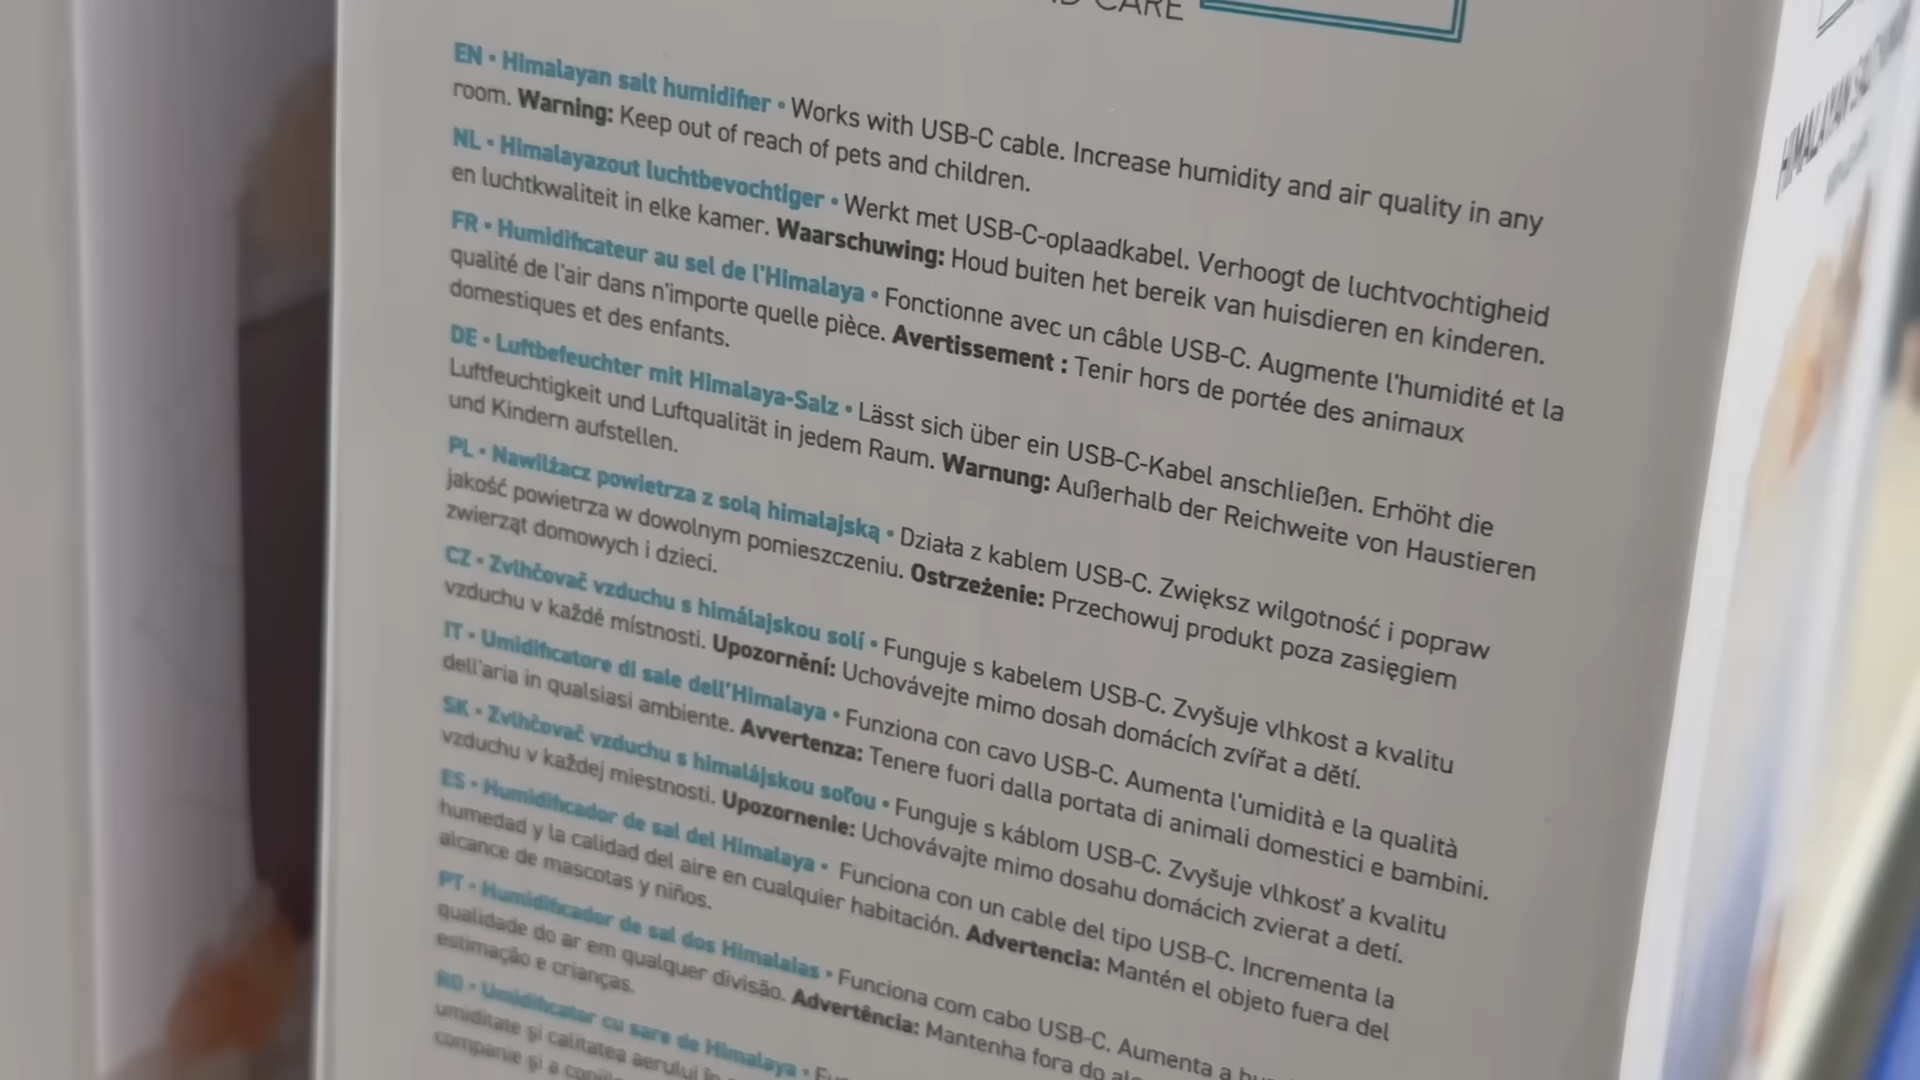 CARE
EN • Himalayan salt humidifier • Works with USB-C cable. Increase humidity and air quality in any
room. Warning: Keep out of reach of pets and children.
NL • Himalayazout luchtbevochtiger • Werkt met USB-C-oplaadkabel. Verhoogt de luchtvochtigheid
en luchtkwaliteit in elke kamer. Waarschuwing: Houd buiten het bereik van huisdieren en kinderen.
FR • Humidificateur au sel de l'Himalaya • Fonctionne avec un câble USB-C. Augmente l'humidité et la
qualité de l'air dans n'importe quelle pièce. Avertissement : Tenir hors de portée des animaux
domestiques et des enfants.
DE • Luftbefeuchter mit Himalaya-Salz • Lässt sich über ein USB-C-Kabel anschließen. Erhöht die
Luftfeuchtigkeit und Luftqualität in jedem Raum. Warnung: Außerhalb der Reichweite von Haustieren
und Kindern aufstellen.
PL • Nawilżacz powietrza z solą himalajską • Działa z kablem USB-C. Zwiększ wilgotność i popraw
jakość powietrza w dowolnym pomieszczeniu. Ostrzeżenie: Przechowuj produkt poza zasięgiem
zwierząt domowych i dzieci.
CZ • Zvlhčovač vzduchu s himálajskou solí • Funguje s kabelem USB-C. Zvyšuje vlhkost a kvalitu
vzduchu v každé místnosti. Upozornění: Uchovávejte mimo dosah domácích zvířat a dětí.
IT • Umidificatore di sale dell'Himalaya • Funziona con cavo USB-C. Aumenta l'umidità e la qualità
dell'aria in qualsiasi ambiente. Avvertenza: Tenere fuori dalla portata di animali domestici e bambini.
SK • Zvlhčovač vzduchu s himalájskou soľou • Funguje s káblom USB-C. Zvyšuje vlhkosť a kvalitu
vzduchu v každej miestnosti. Upozornenie: Uchovávajte mimo dosahu domácich zvierat a detí.
ES • Humidificador de sal del Himalaya • Funciona con un cable del tipo USB-C. Incrementa la
humedad y la calidad del aire en cualquier habitación. Advertencia: Mantén el objeto fuera del
alcance de mascotas y niños.
PT • Humidificador de sal dos Himalaias • Funciona com cabo USB-C. Aumenta a
qualidade do ar em qualquer divisão. Advertência: Mantenha fora do
estimação e crianças.
RO • Umidificator cu sare de Himalaya •
umiditate și calitatea aerului
companie și a
HIMALAYAN